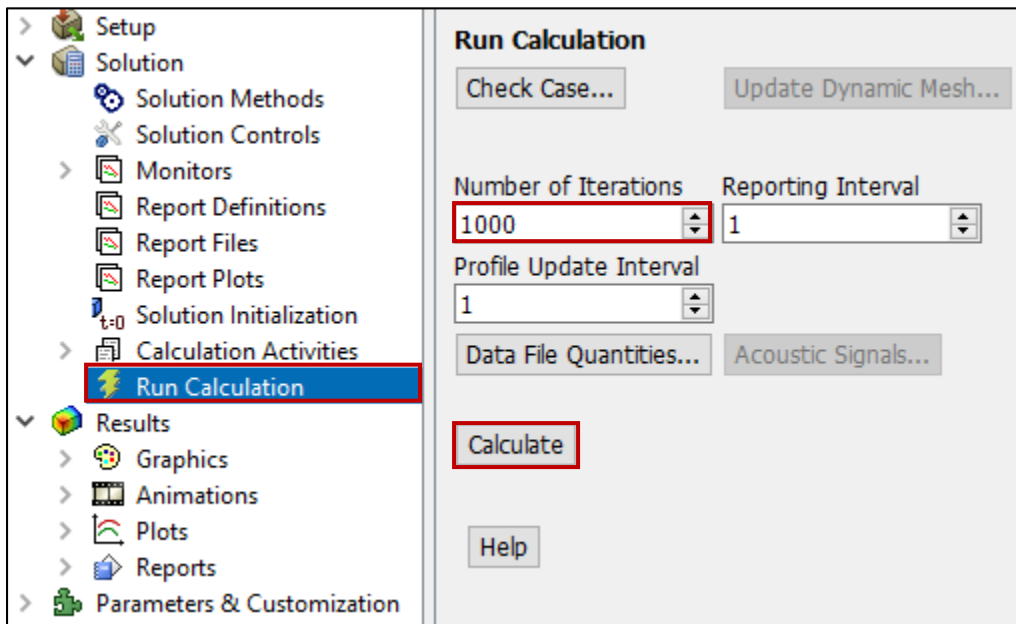 Setup
Solution
Solution Methods
Solution Controls
Monitors
Report Definitions
Report Files
Report Plots
t=0 Solution Initialization
Calculation Activities
Run Calculation
Results
Graphics
Animations
Plots
Reports
Parameters & Customization
Run Calculation
Check Case... Update Dynamic Mesh...
Number of Iterations Reporting Interval
1000 1
Profile Update Interval
1
Data File Quantities... Acoustic Signals...
Calculate
Help